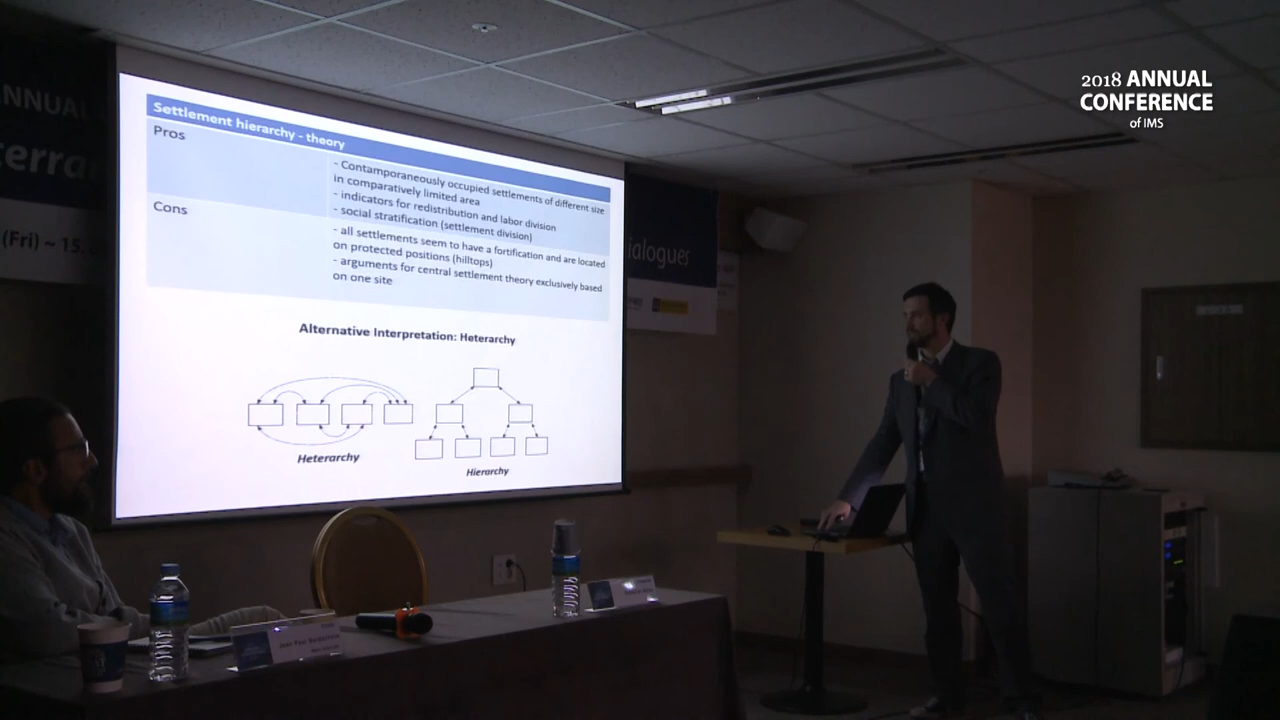 2018 ANNUAL
CONFERENCE
of IMS
NNUAL
terra
(Fri) ~ 15.
ialogues
Settlement hierarchy - theory
Pros
- Contamporaneously occupied settlements of different size
in comparatively limited area
- indicators for redistribution and labor division
- social stratification (settlement division)
Cons
- all settlements seem to have a fortification and are located
on protected positions (hilltops)
- arguments for central settlement theory exclusively based
on one site
Alternative Interpretation: Heterarchy
Heterarchy
Hierarchy